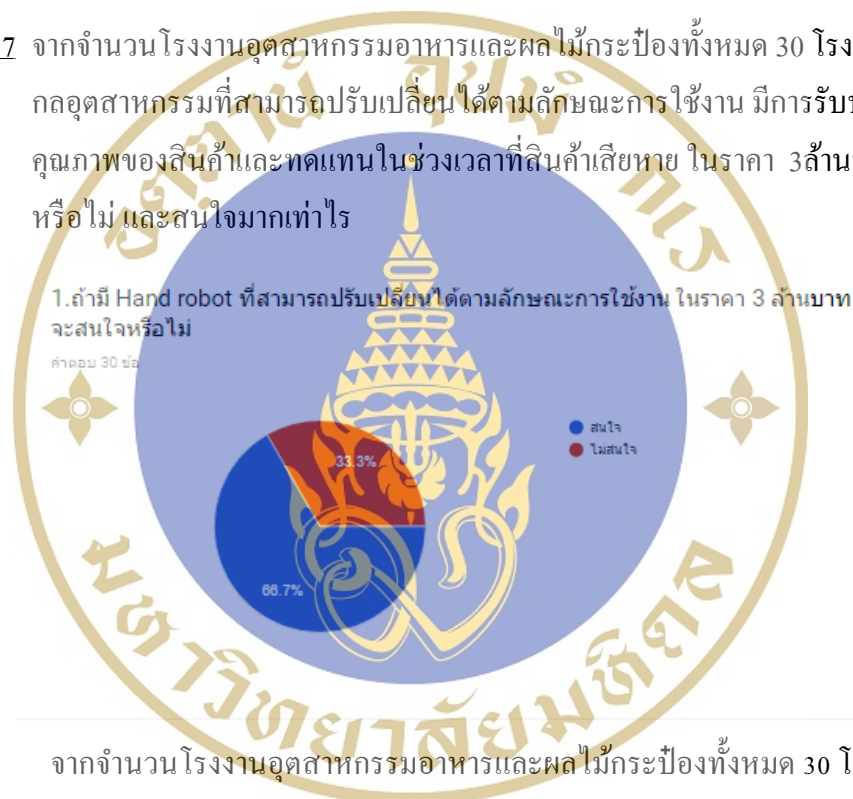 7 จากจำนวนโรงงานอุตสาหกรรมอาหารและผลไม้กระป๋องทั้งหมด 30 โรง
กลอุตสาหกรรมที่สามารถปรับเปลี่ยนได้ตามลักษณะการใช้งาน มีการรับ
คุณภาพของสินค้าและทดแทนในช่วงเวลาที่สินค้าเสียหาย ในราคา 3ล้าน
หรือไม่ และสนใจมากเท่าไร
1.ถ้ามี Hand robot ที่สามารถปรับเปลี่ยนได้ตามลักษณะการใช้งาน ในราคา 3 ล้านบาท
จะสนใจหรือไม่
คำตอบ 30 ข้อ
สนใจ
ไม่สนใจ
33.3%
66.7%
มหาวิทยาลัยมหิดล
จากจำนวนโรงงานอุตสาหกรรมอาหารและผลไม้กระป๋องทั้งหมด 30 โ